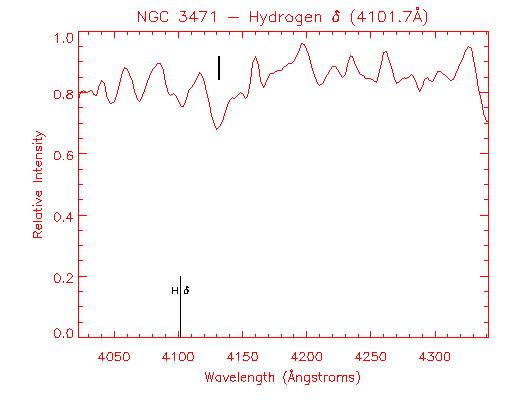 NGC 3471 – Hydrogen δ (4101.7Å)
1.0
0.8
0.6
0.4
0.2
0.0
Relative Intensity
H δ
4050 4100 4150 4200 4250 4300
Wavelength (Ångstroms)